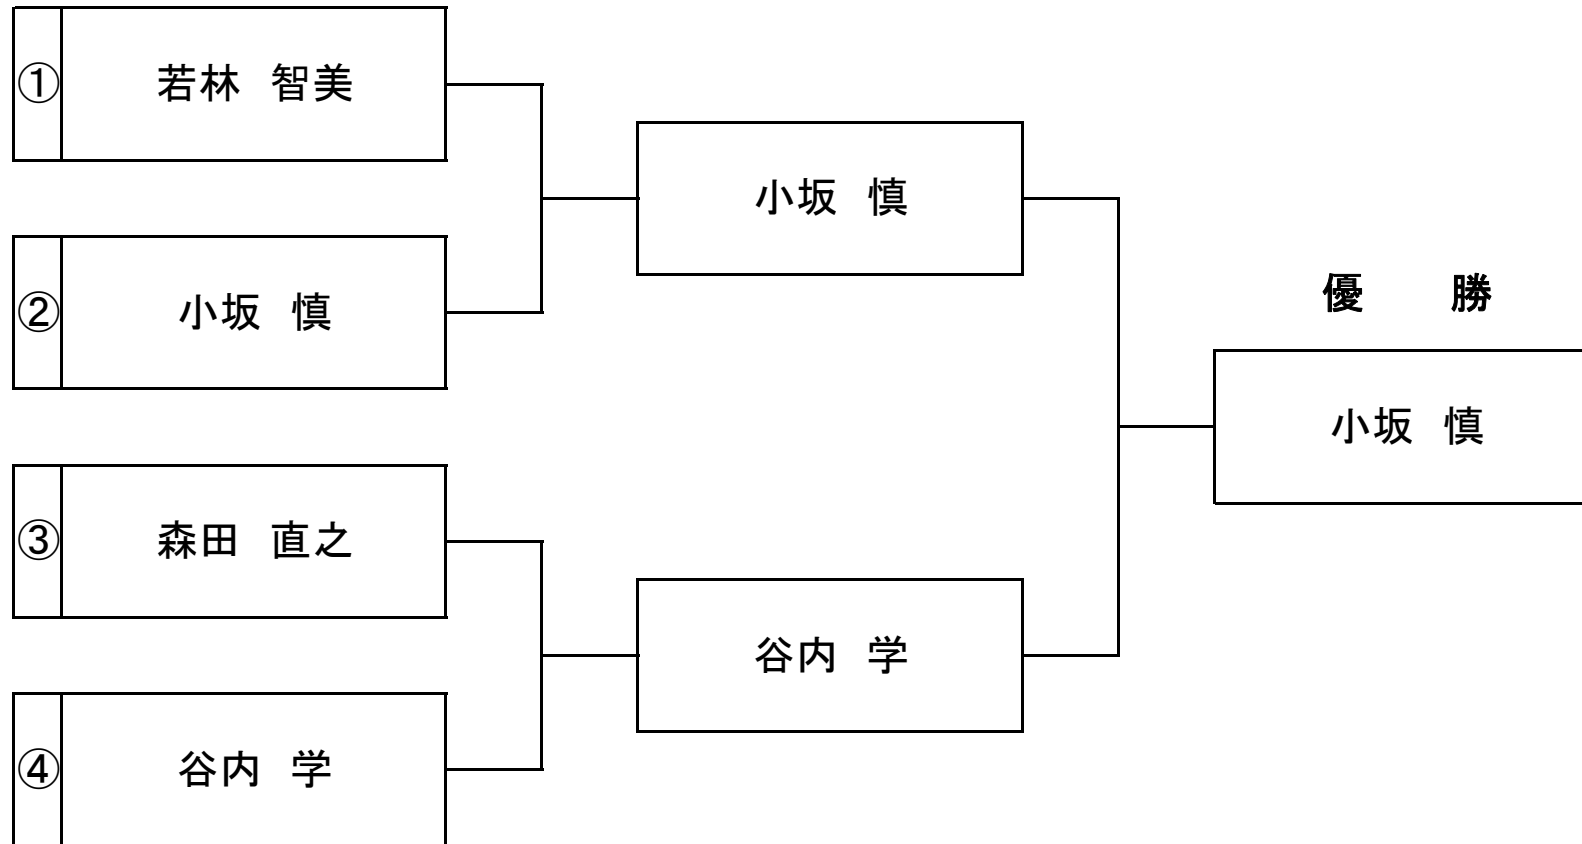 ① 若林　智美
② 小坂　慎
③ 森田　直之
④ 谷内　学
小坂　慎
谷内　学
優　　勝
小坂　慎